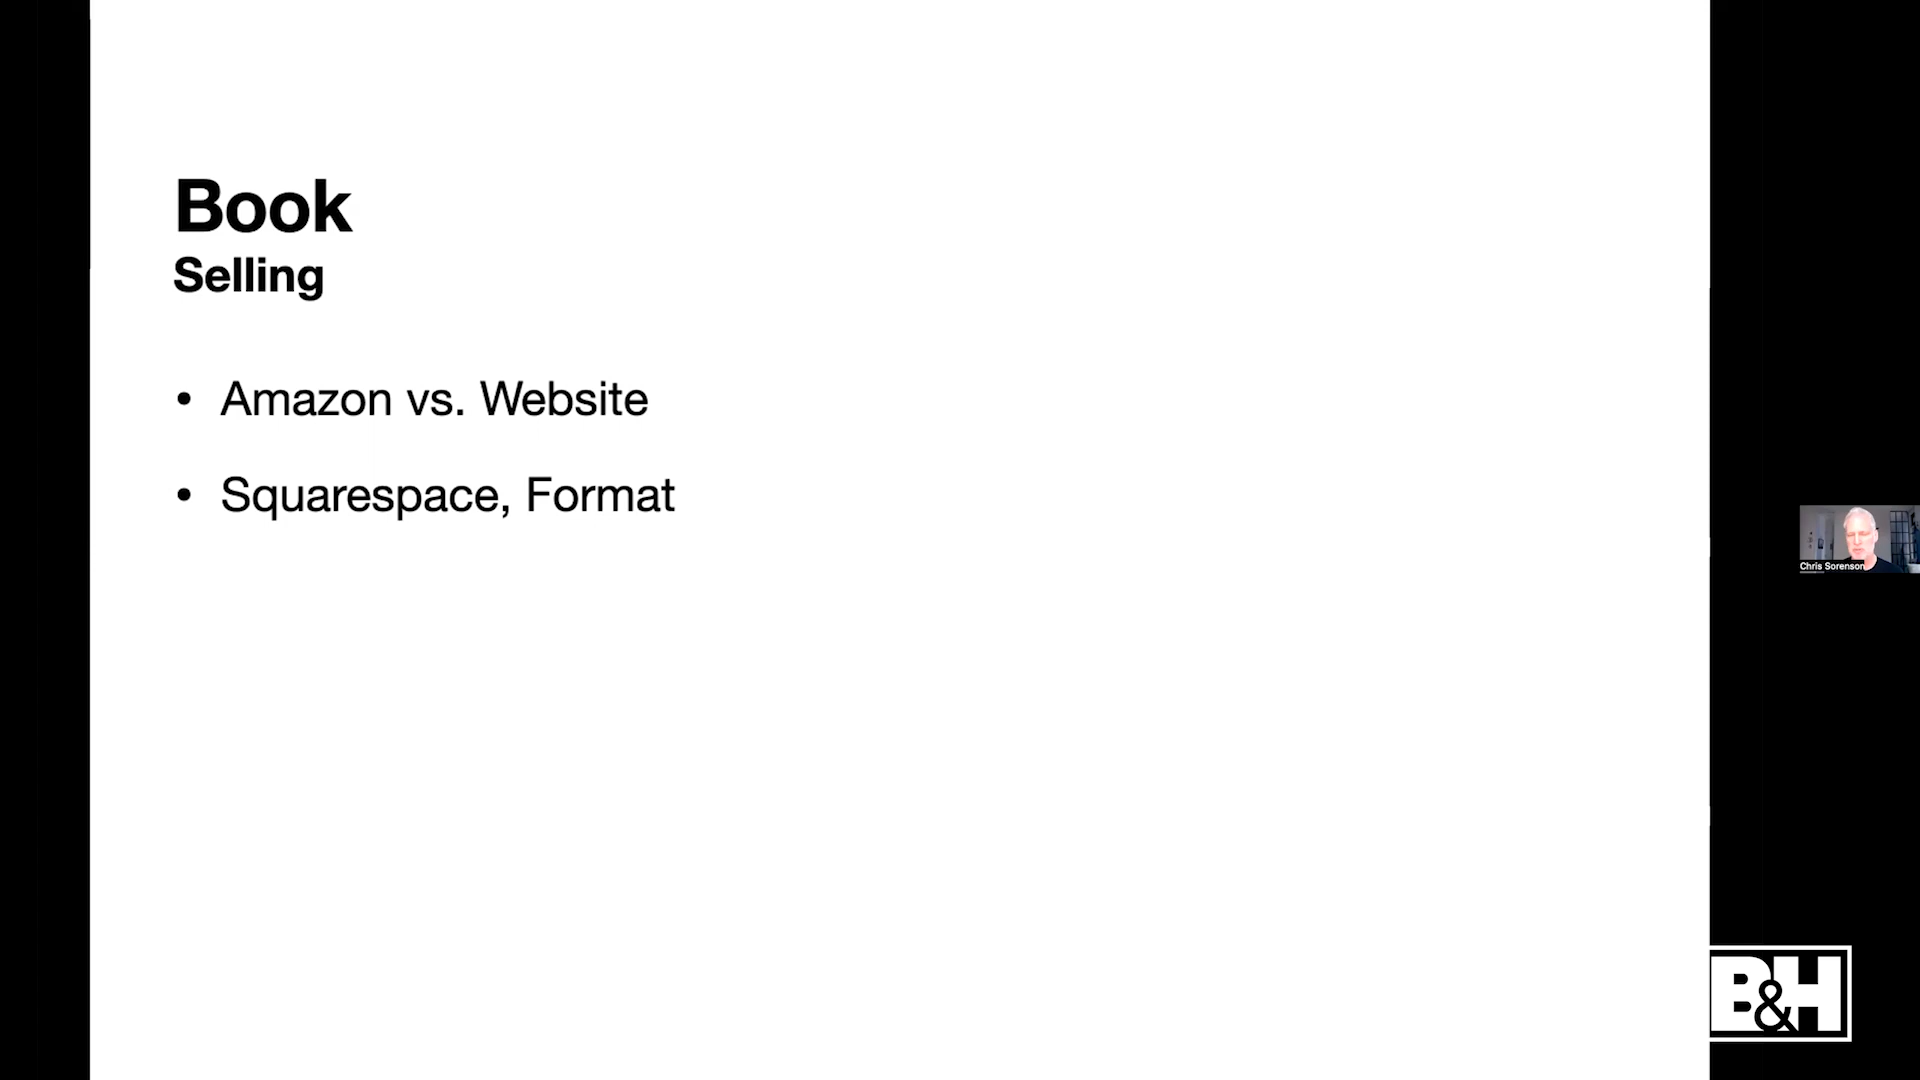 Book
Selling
• Amazon vs. Website
• Squarespace, Format
Chris Sorenson
B&H